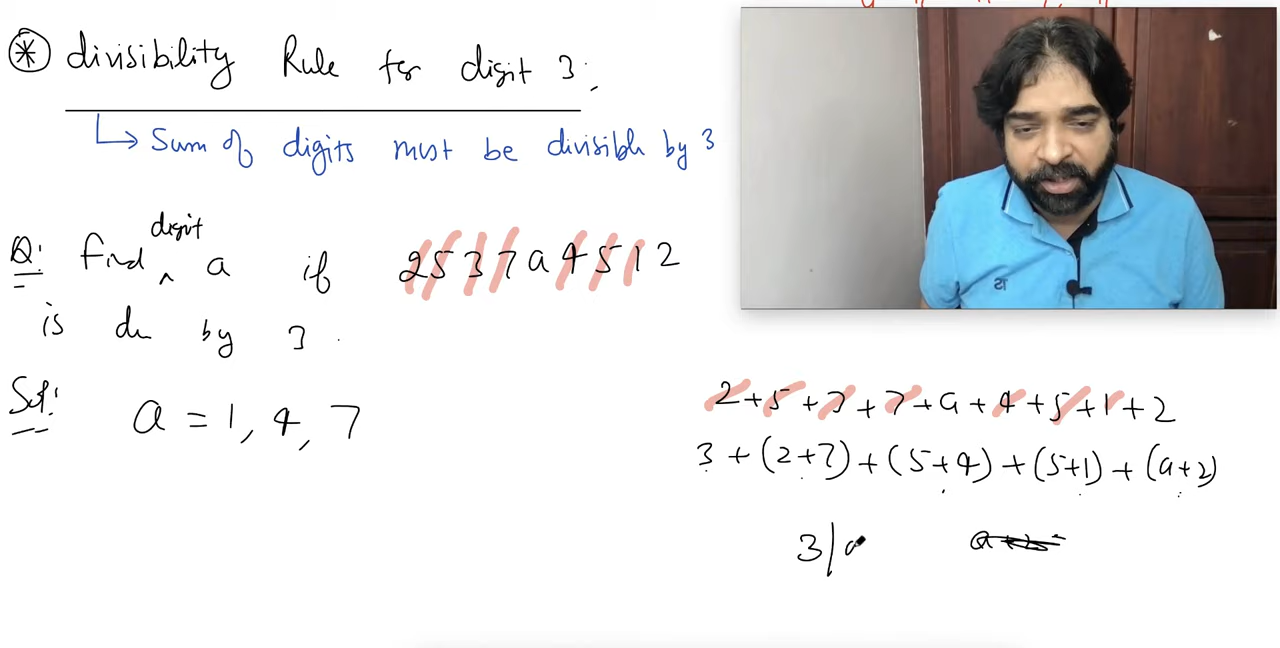 * divisibility Rule for digit 3;
↳ Sum of digits must be divisible by 3
Q: find digit a if 2537a4512
is div by 3.
Sol: a = 1, 4, 7
2+5+3+7+a+4+5+1+2
3 + (2+7) + (5+4) + (5+1) + (a+2)
3|a